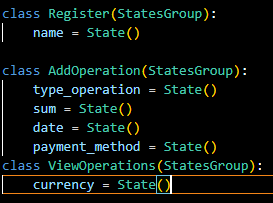 class Register(StatesGroup):
    name = State()

class AddOperation(StatesGroup):
    type_operation = State()
    sum = State()
    date = State()
    payment_method = State()
class ViewOperations(StatesGroup):
    currency = State()